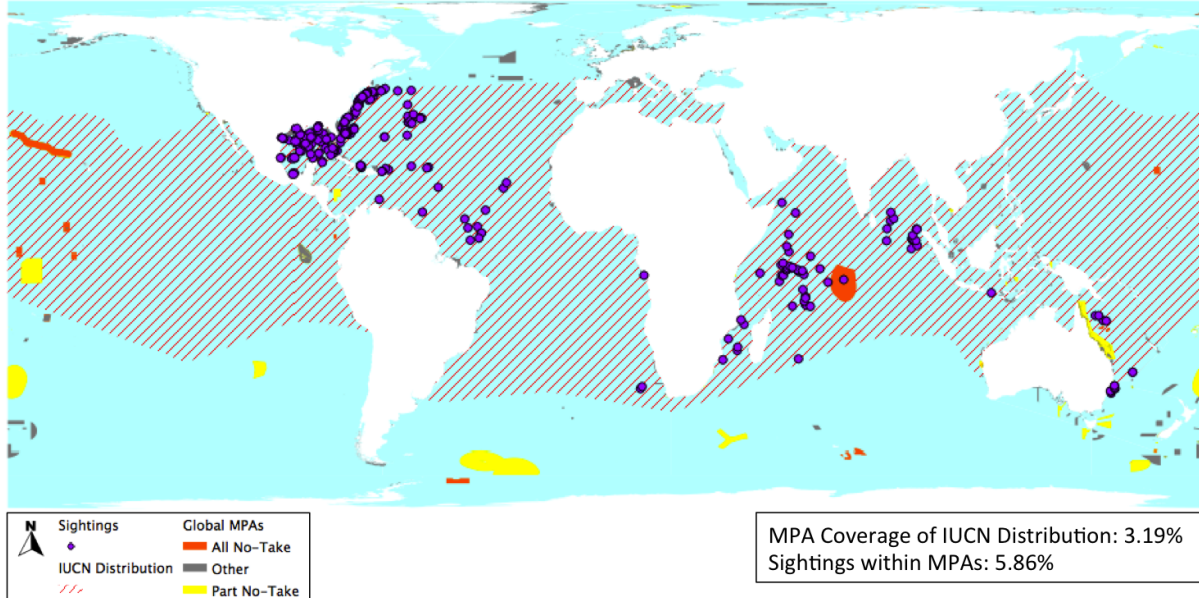 N
Sightings
Global MPAs
All No-Take
IUCN Distribution
Other
Part No-Take
MPA Coverage of IUCN Distribution: 3.19%
Sightings within MPAs: 5.86%